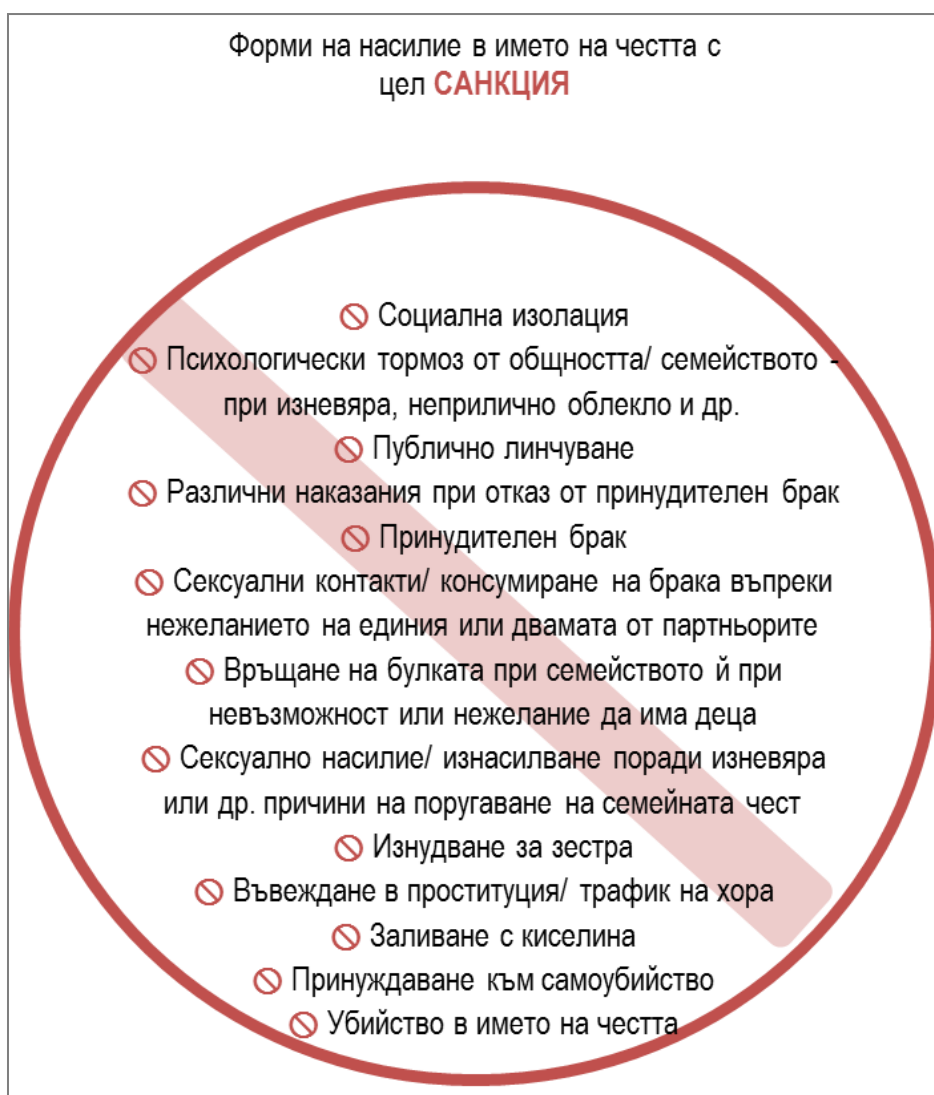 Форми на насилие в името на честта с
цел САНКЦИЯ
Социална изолация
Психологически тормоз от общността/ семейството -
при изневяра, неприлично облекло и др.
Публично линчуване
Различни наказания при отказ от принудителен брак
Принудителен брак
Сексуални контакти/ консумиране на брака въпреки
нежеланието на единия или двамата от партньорите
Връщане на булката при семейството й при
невъзможност или нежелание да има деца
Сексуално насилие/ изнасилване поради изневяра
или др. причини на поругаване на семейната чест
Изнудване за зестра
Въвеждане в проституция/ трафик на хора
Заливане с киселина
Принуждаване към самоубийство
Убийство в името на честта